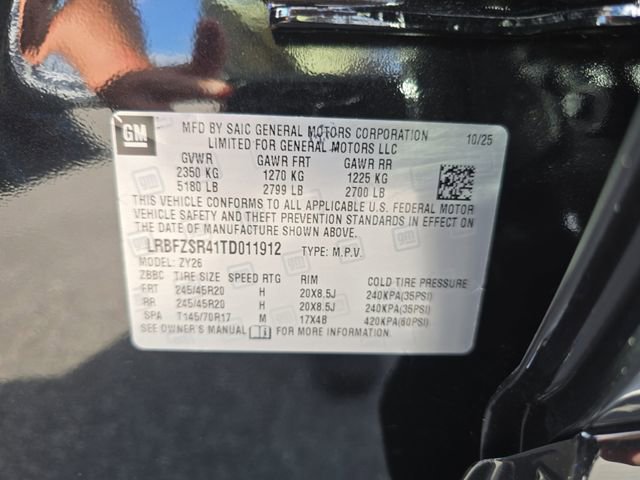 GM
MFD BY SAIC GENERAL MOTORS CORPORATION LIMITED FOR GENERAL MOTORS LLC 10/25
GVWR GAWR FRT GAWR RR
2350 KG 1270 KG 1225 KG
5180 LB 2799 LB 2700 LB
THIS VEHICLE CONFORMS TO ALL APPLICABLE U.S. FEDERAL MOTOR
VEHICLE SAFETY AND THEFT PREVENTION STANDARDS IN EFFECT ON
THE DATE OF MANUFACTURE SHOWN ABOVE.
LRBFZSR41TD011912 TYPE: M.P.V.
MODEL: ZY26
ZBBC TIRE SIZE SPEED RTG RIM COLD TIRE PRESSURE
FRT 245/45R20 H 20X8.5J 240KPA(35PSI)
RR 245/45R20 H 20X8.5J 240KPA(35PSI)
SPA T145/70R17 M 17X4B 420KPA(60PSI)
SEE OWNER'S MANUAL FOR MORE INFORMATION.